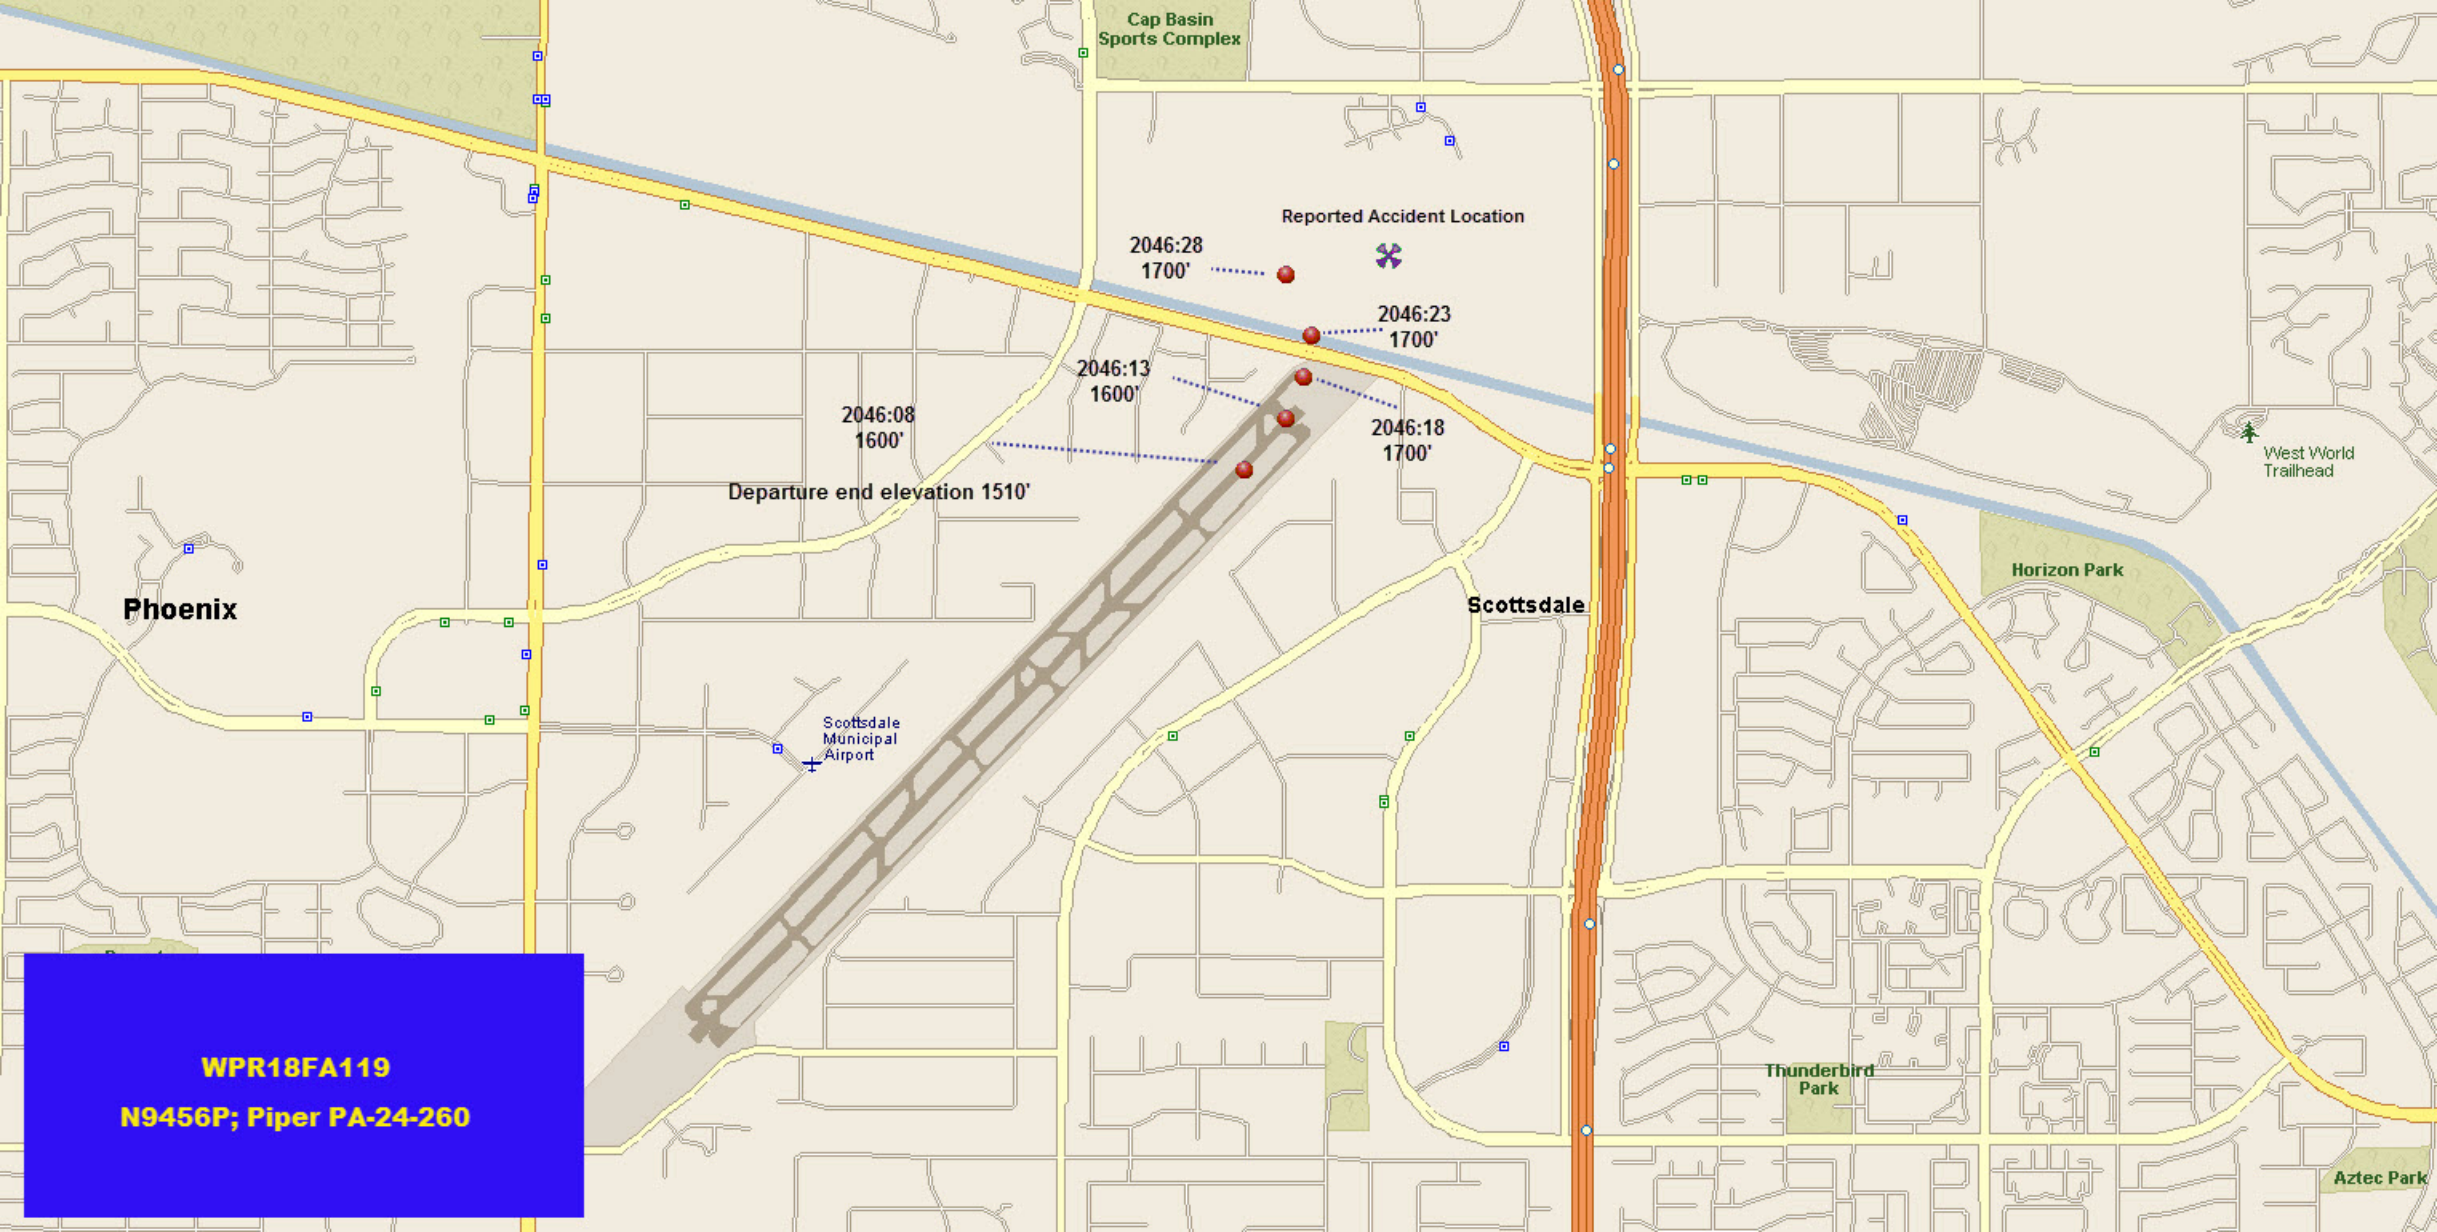 Cap Basin
Sports Complex
Reported Accident Location
2046:28
1700'
2046:23
1700'
2046:13
1600'
2046:08
1600'
2046:18
1700'
West World
Trailhead
Departure end elevation 1510'
Horizon Park
Phoenix
Scottsdale
Scottsdale
Municipal
Airport
WPR18FA119
N9456P; Piper PA-24-260
Thunderbird
Park
Aztec Park